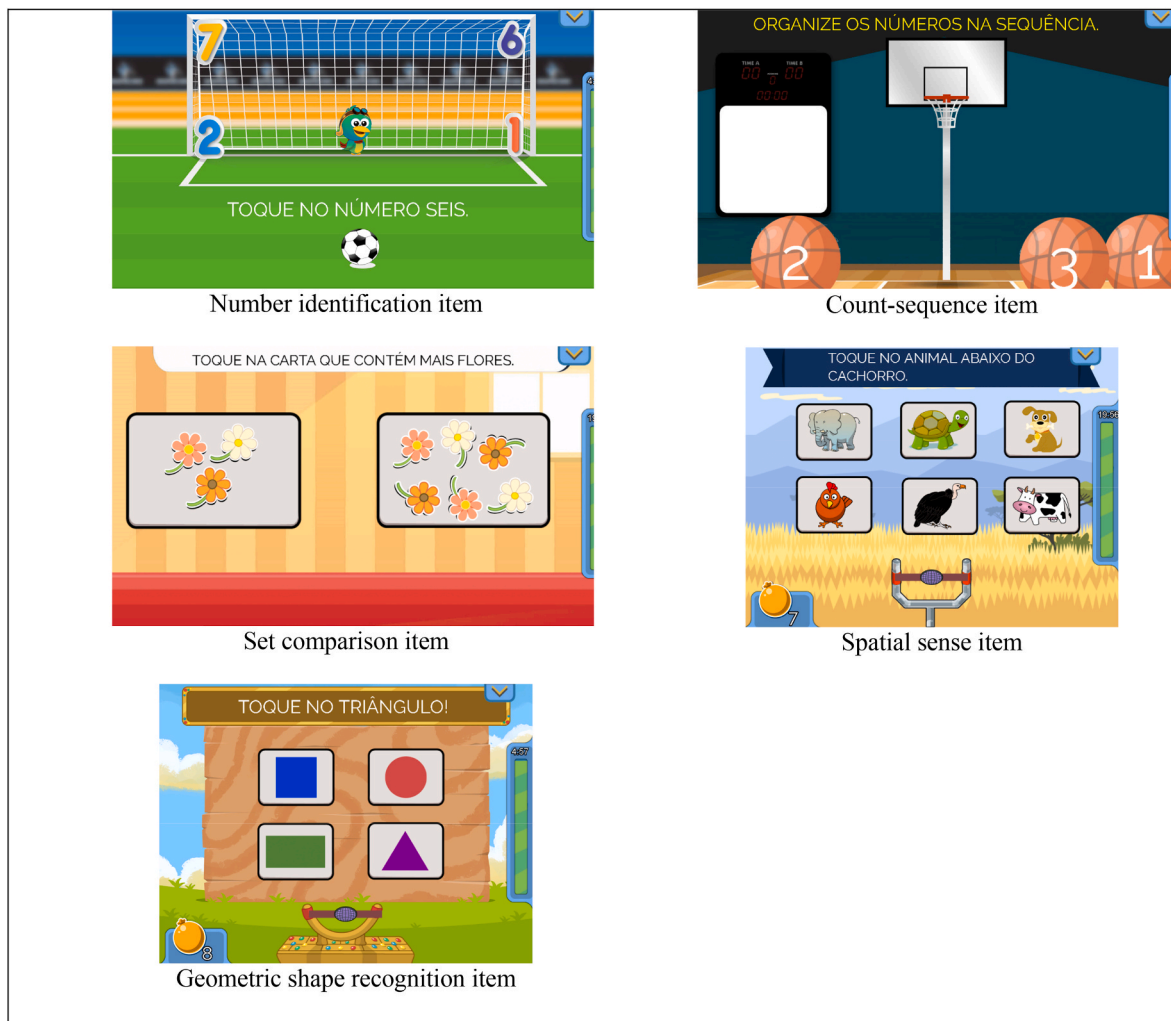 7
6
2
1
TOQUE NO NÚMERO SEIS.
Number identification item
ORGANIZE OS NÚMEROS NA SEQUÊNCIA.
TIME A
TIME B
00
00
0
00:00
2
3
1
Count-sequence item
TOQUE NA CARTA QUE CONTÉM MAIS FLORES.
Set comparison item
TOQUE NO ANIMAL ABAIXO DO
CACHORRO.
19:56
7
Spatial sense item
TOQUE NO TRIÂNGULO!
4:57
8
Geometric shape recognition item